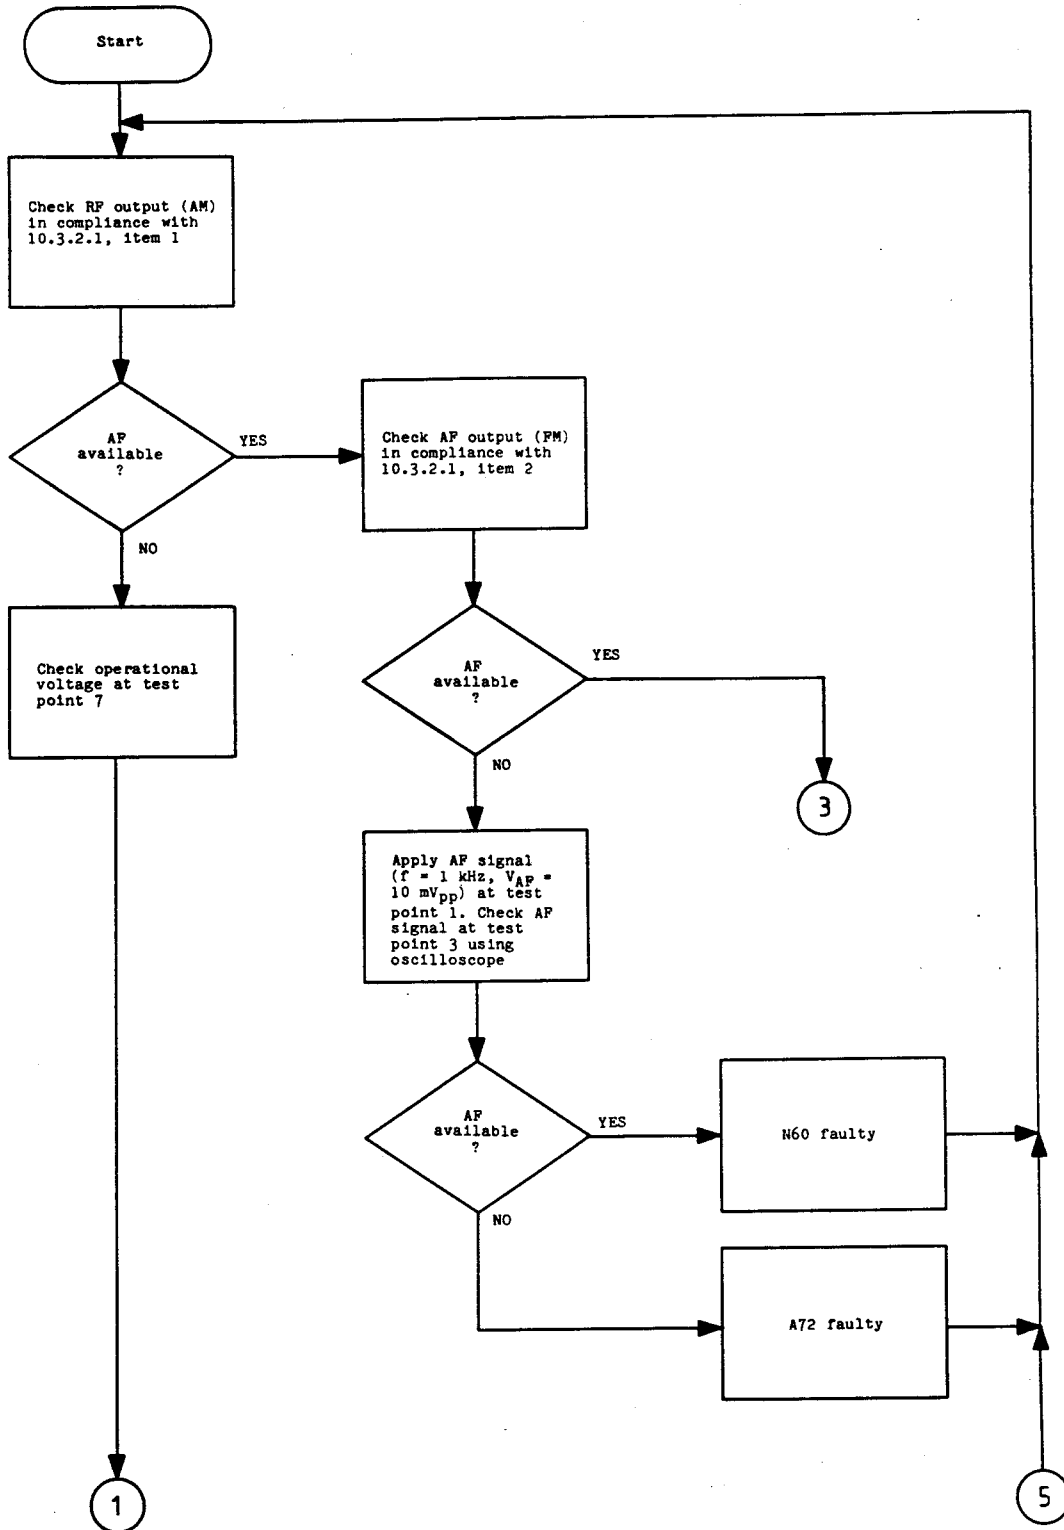 Start
Check RF output (AM)
in compliance with
10.3.2.1, item 1
AF
available
?
YES
NO
Check AF output (FM)
in compliance with
10.3.2.1, item 2
Check operational
voltage at test
point 7
AF
available
?
YES
NO
3
Apply AF signal
(f = 1 kHz, VAF =
10 mVpp) at test
point 1. Check AF
signal at test
point 3 using
oscilloscope
AF
available
?
YES
NO
N60 faulty
A72 faulty
1
5